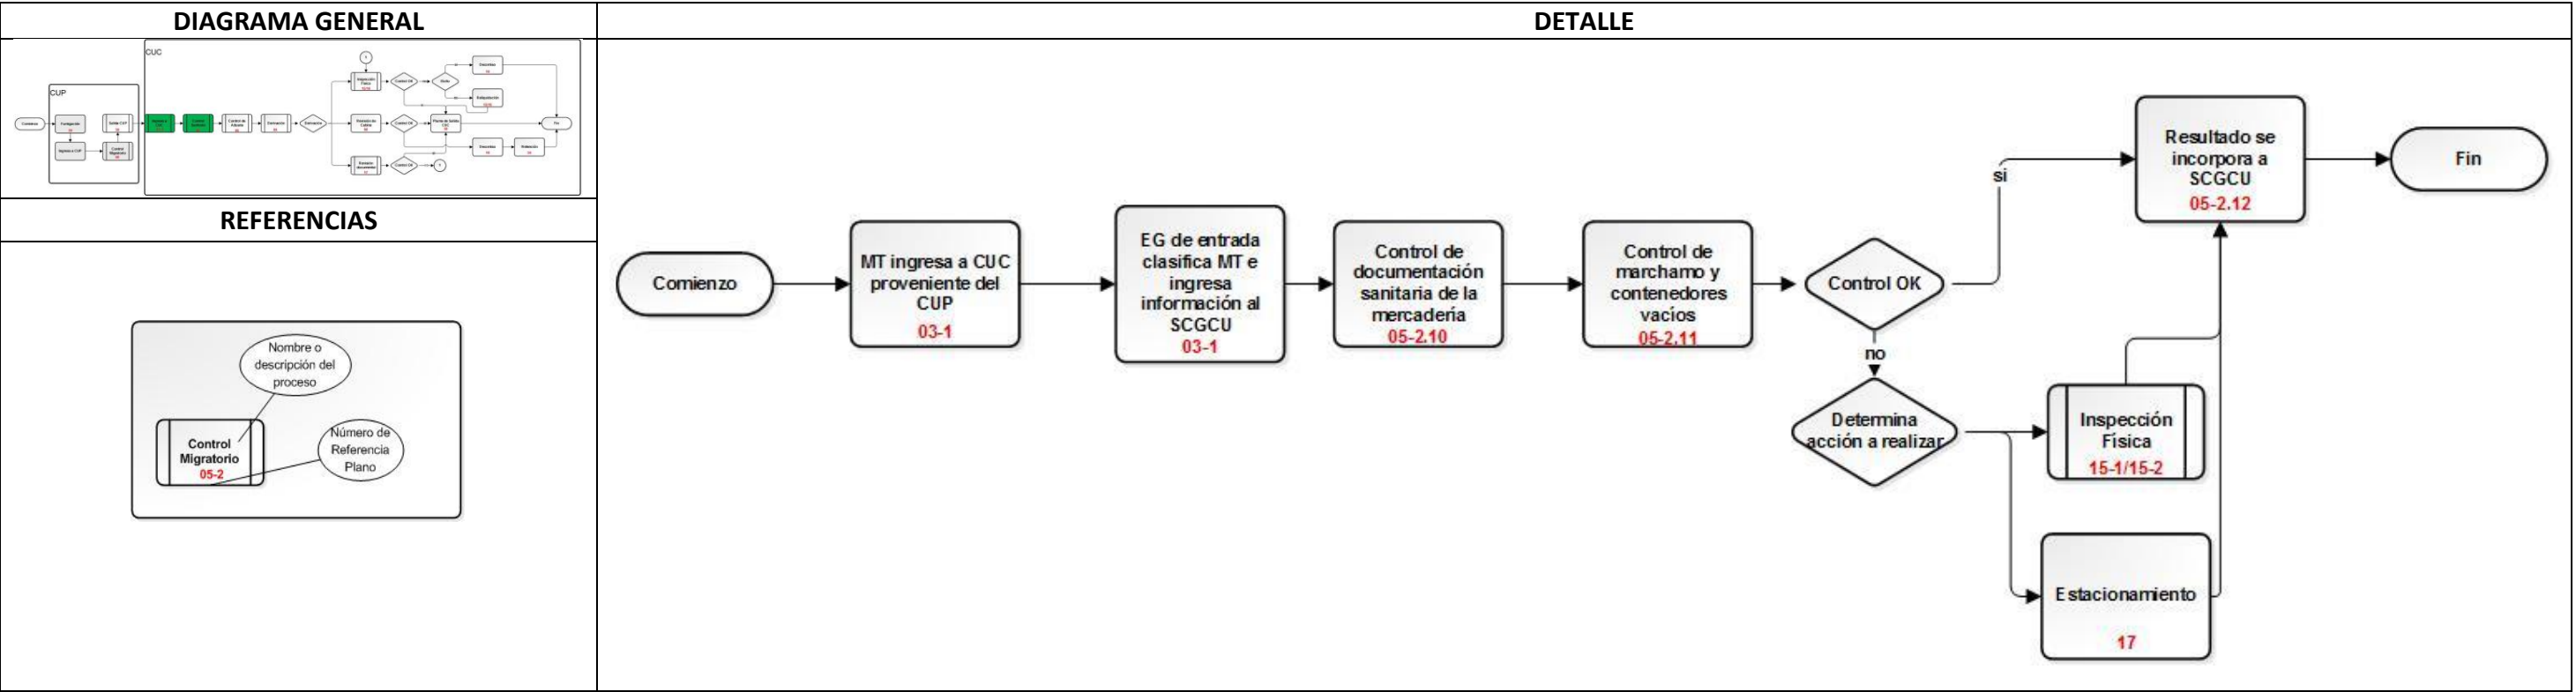 DIAGRAMA GENERAL
CUC
CUP
REFERENCIAS
Nombre o
descripción del
proceso
Control
Migratorio
05-2
Número de
Referencia
Plano
DETALLE
Comienzo
MT ingresa a CUC
proveniente del
CUP
03-1
EG de entrada
clasifica MT e
ingresa
información al
SCGCU
03-1
Control de
documentación
sanitaria de la
mercadería
05-2.10
Control de
marchamo y
contenedores
vacíos
05-2.11
Control OK
si
no
Determina
acción a realizar
Inspección
Física
15-1/15-2
Estacionamiento
17
Resultado se
incorpora a
SCGCU
05-2.12
Fin